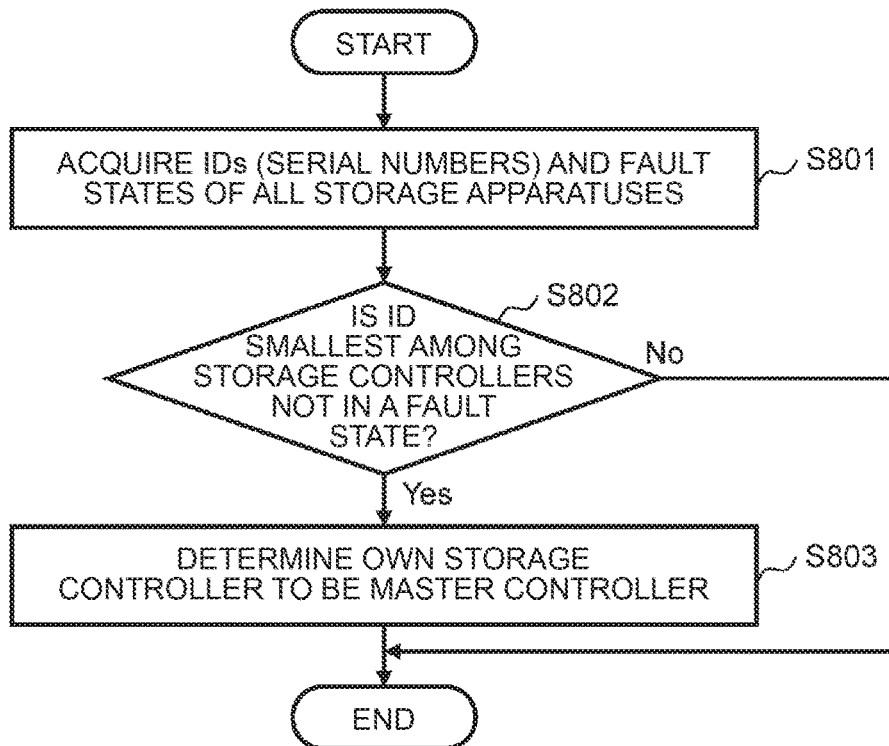 START
ACQUIRE IDs (SERIAL NUMBERS) AND FAULT
STATES OF ALL STORAGE APPARATUSES
S801
S802
IS ID
SMALLEST AMONG
STORAGE CONTROLLERS
NOT IN A FAULT
STATE?
No
Yes
DETERMINE OWN STORAGE
CONTROLLER TO BE MASTER CONTROLLER
S803
END